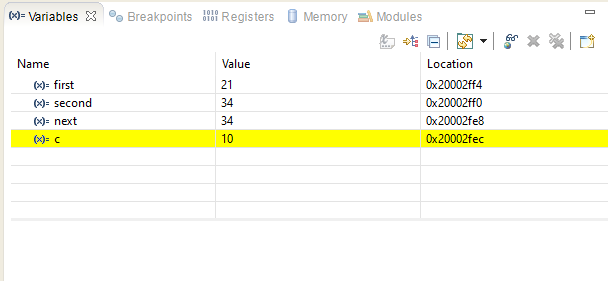 (x)= Variables Breakpoints 1010 0101 Registers Memory Modules
Name Value Location
(x)= first 21 0x20002ff4
(x)= second 34 0x20002ff0
(x)= next 34 0x20002fe8
(x)= c 10 0x20002fec